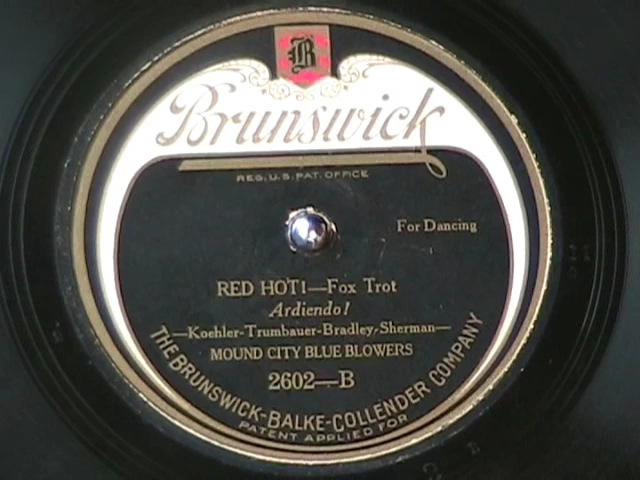 B
Brunswick
REG. U.S. PAT. OFFICE
For Dancing
RED HOT!—Fox Trot
Ardiendo!
—Koehler-Trumbauer-Bradley-Sherman—
MOUND CITY BLUE BLOWERS
2602—B
THE BRUNSWICK-BALKE-COLLENDER COMPANY
PATENT APPLIED FOR